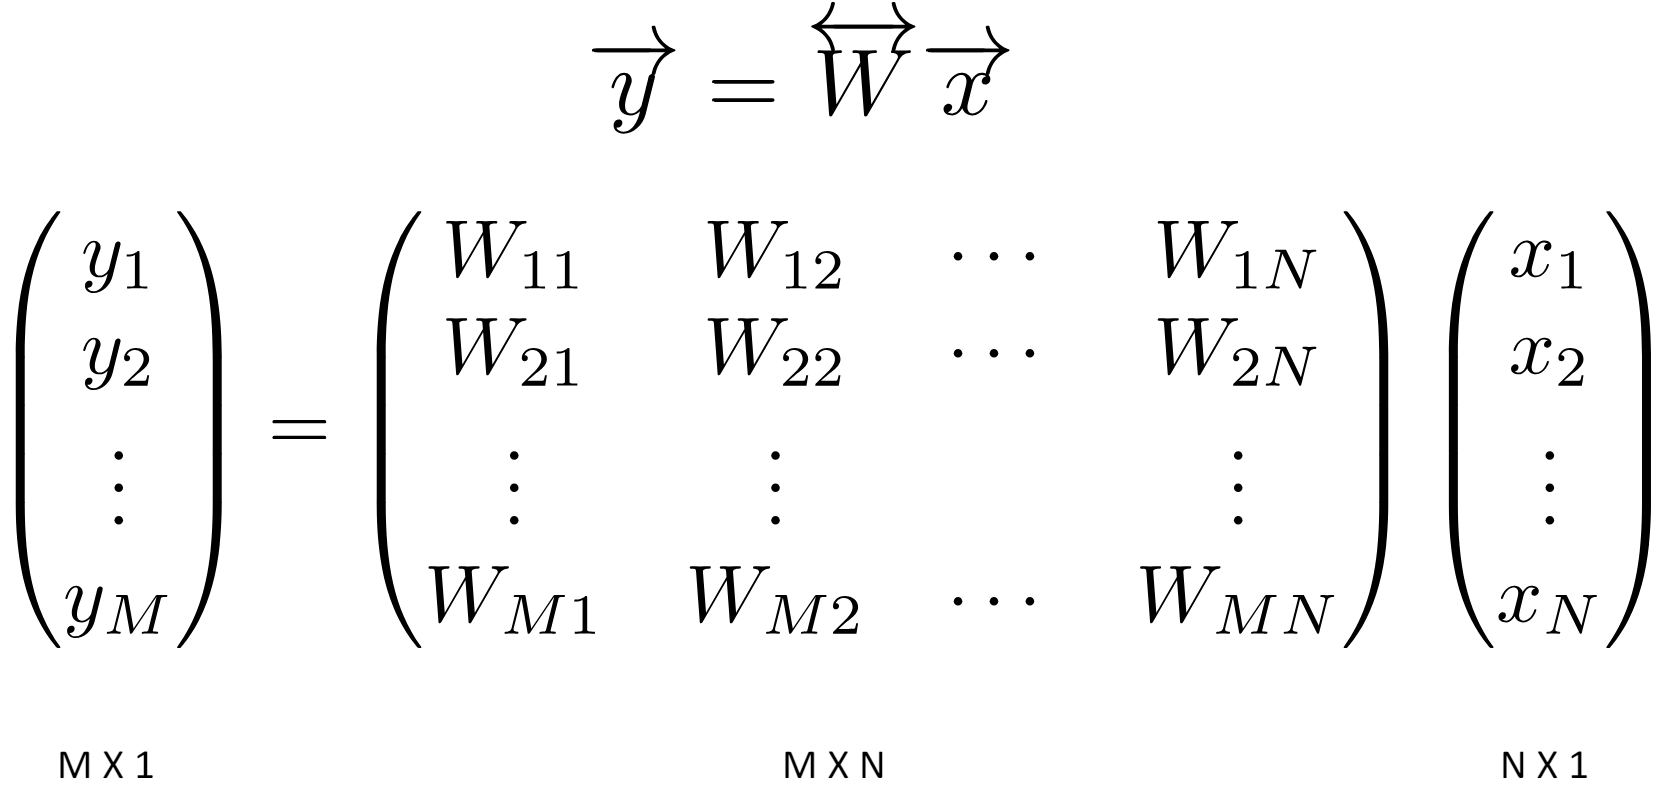 y⃗ = W⃡ x⃗
y₁ W₁₁ W₁₂ ⋯ W₁N x₁
y₂ W₂₁ W₂₂ ⋯ W₂N x₂
⋮ = ⋮ ⋮ ⋮ ⋮
yM WM1 WM2 ⋯ WMN xN
M X 1 M X N N X 1